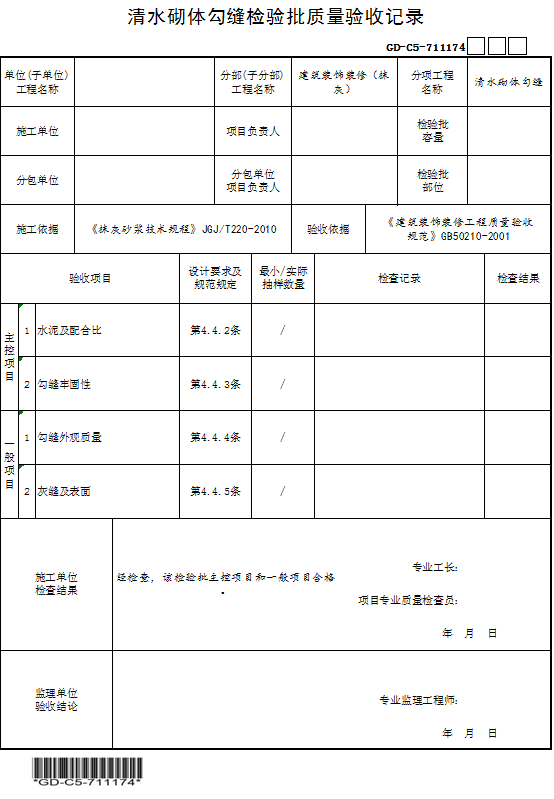 清水砌体勾缝检验批质量验收记录
GD-C5-711174
单位(子单位)
工程名称
分部(子分部)
工程名称
建筑装饰装修（抹
灰）
分项工程
名称
清水砌体勾缝
施工单位
项目负责人
检验批
容量
分包单位
分包单位
项目负责人
检验批
部位
施工依据
《抹灰砂浆技术规程》JGJ/T220-2010
验收依据
《建筑装饰装修工程质量验收
规范》GB50210-2001
验收项目
设计要求及
规范规定
最小/实际
抽样数量
检查记录
检查结果
主控项目
1 水泥及配合比 第4.4.2条 /
2 勾缝牢固性 第4.4.3条 /
一般项目
1 勾缝外观质量 第4.4.4条 /
2 灰缝及表面 第4.4.5条 /
施工单位
检查结果
经检查，该检验批主控项目和一般项目合格
。
专业工长：
项目专业质量检查员：
年 月 日
监理单位
验收结论
专业监理工程师：
年 月 日
*GD-C5-711174*